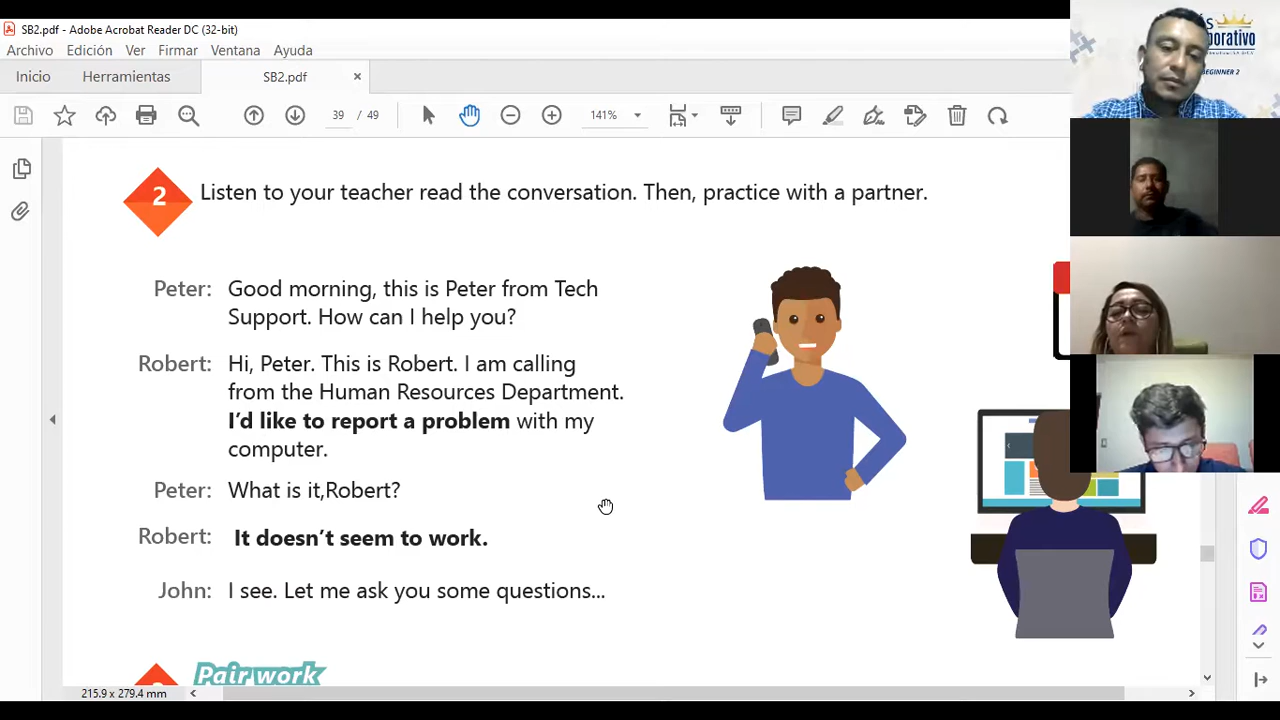 SB2.pdf - Adobe Acrobat Reader DC (32-bit)
Archivo Edición Ver Firmar Ventana Ayuda
Inicio Herramientas SB2.pdf ×
39 / 49 141%
BEGINNER 2
2 Listen to your teacher read the conversation. Then, practice with a partner.
Peter: Good morning, this is Peter from Tech
Support. How can I help you?
Robert: Hi, Peter. This is Robert. I am calling
from the Human Resources Department.
I'd like to report a problem with my
computer.
Peter: What is it,Robert?
Robert: It doesn't seem to work.
John: I see. Let me ask you some questions...
Pair work
215.9 x 279.4 mm